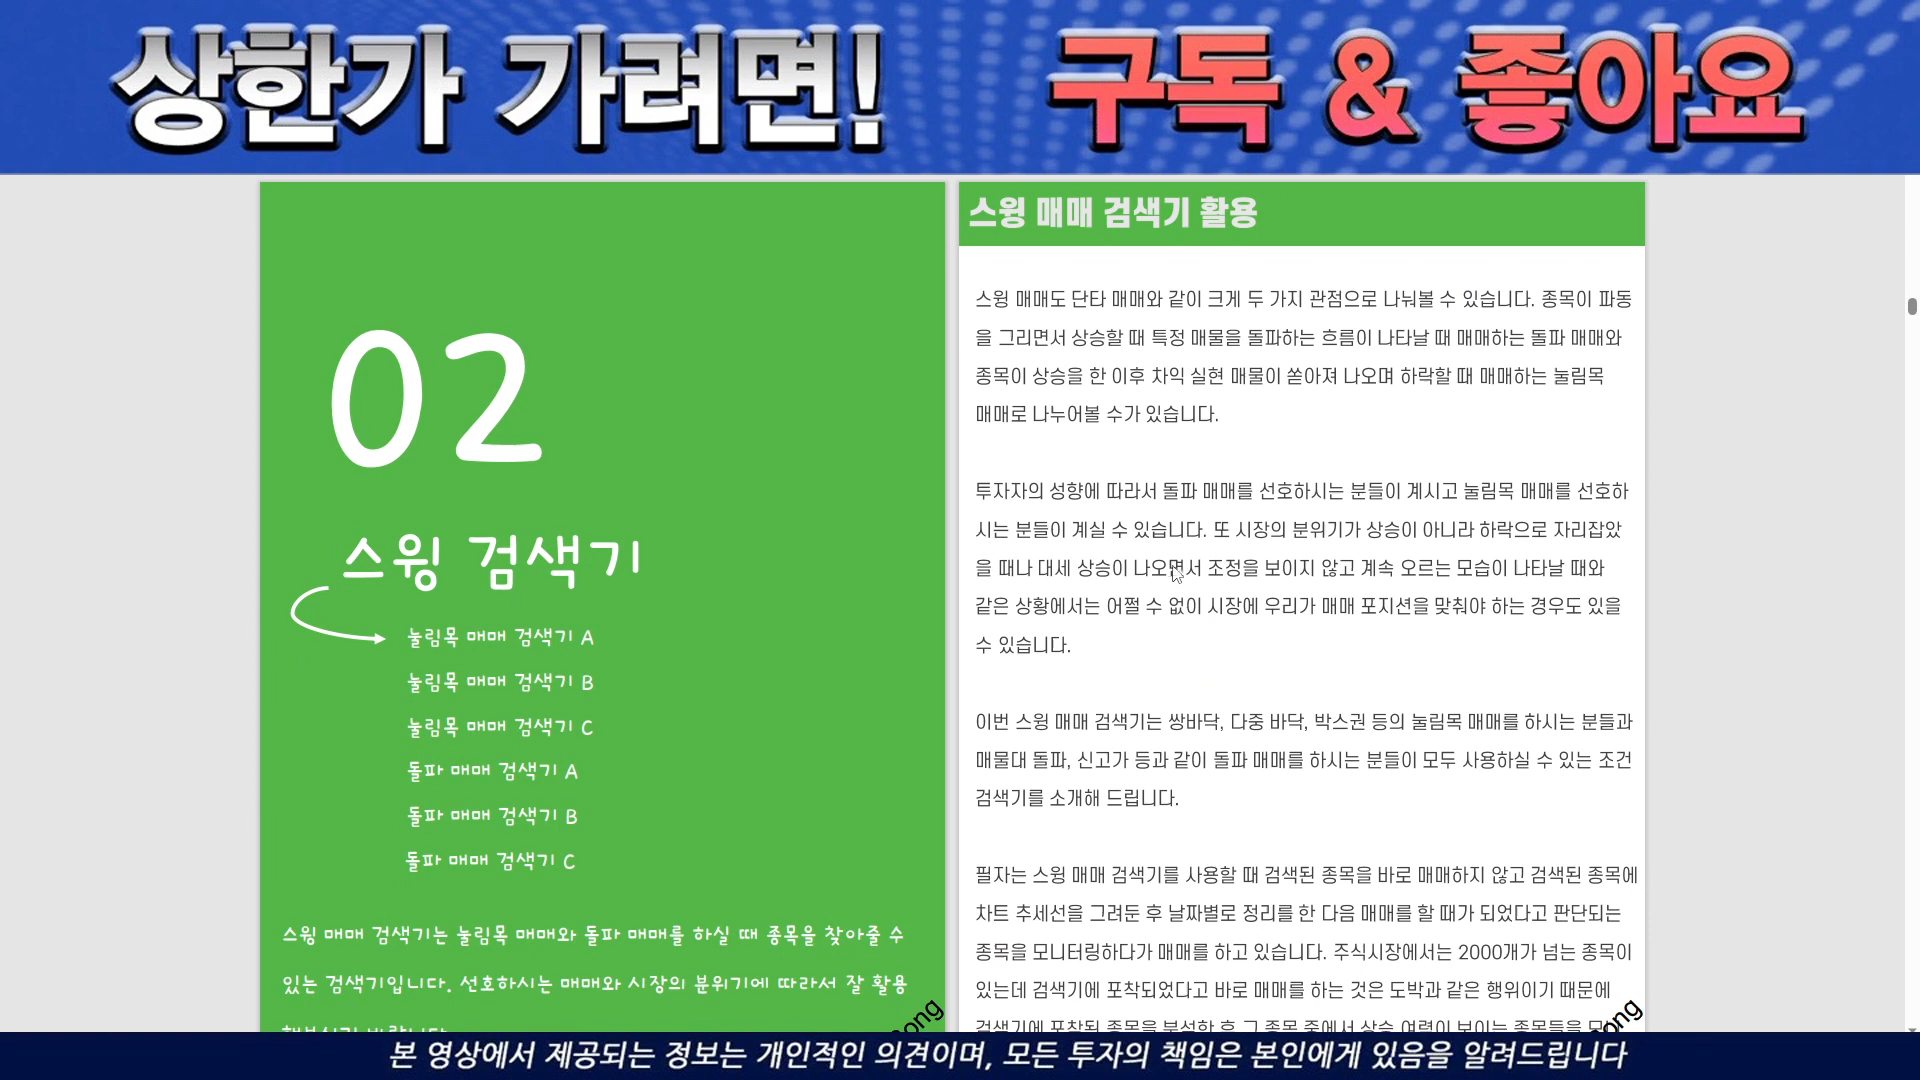 상한가 가려면! 구독 & 좋아요
02
스윙 검색기
눌림목 매매 검색기 A
눌림목 매매 검색기 B
눌림목 매매 검색기 C
돌파 매매 검색기 A
돌파 매매 검색기 B
돌파 매매 검색기 C
스윙 매매 검색기는 눌림목 매매와 돌파 매매를 하실 때 종목을 찾아줄 수
있는 검색기입니다. 선호하시는 매매와 시장의 분위기에 따라서 잘 활용
스윙 매매 검색기 활용
스윙 매매도 단타 매매와 같이 크게 두 가지 관점으로 나눠볼 수 있습니다. 종목이 파동
을 그리면서 상승할 때 특정 매물을 돌파하는 흐름이 나타날 때 매매하는 돌파 매매와
종목이 상승을 한 이후 차익 실현 매물이 쏟아져 나오며 하락할 때 매매하는 눌림목
매매로 나누어볼 수가 있습니다.
투자자의 성향에 따라서 돌파 매매를 선호하시는 분들이 계시고 눌림목 매매를 선호하
시는 분들이 계실 수 있습니다. 또 시장의 분위기가 상승이 아니라 하락으로 자리잡았
을 때나 대세 상승이 나오면서 조정을 보이지 않고 계속 오르는 모습이 나타날 때와
같은 상황에서는 어쩔 수 없이 시장에 우리가 매매 포지션을 맞춰야 하는 경우도 있을
수 있습니다.
이번 스윙 매매 검색기는 쌍바닥, 다중 바닥, 박스권 등의 눌림목 매매를 하시는 분들과
매물대 돌파, 신고가 등과 같이 돌파 매매를 하시는 분들이 모두 사용하실 수 있는 조건
검색기를 소개해 드립니다.
필자는 스윙 매매 검색기를 사용할 때 검색된 종목을 바로 매매하지 않고 검색된 종목에
차트 추세선을 그려둔 후 날짜별로 정리를 한 다음 매매를 할 때가 되었다고 판단되는
종목을 모니터링하다가 매매를 하고 있습니다. 주식시장에서는 2000개가 넘는 종목이
있는데 검색기에 포착되었다고 바로 매매를 하는 것은 도박과 같은 행위이기 때문에
검색기에 포착된 종목을 분석한 후 그 종목 중에서 상승 여력이 보이는 종목들을
본 영상에서 제공되는 정보는 개인적인 의견이며, 모든 투자의 책임은 본인에게 있음을 알려드립니다